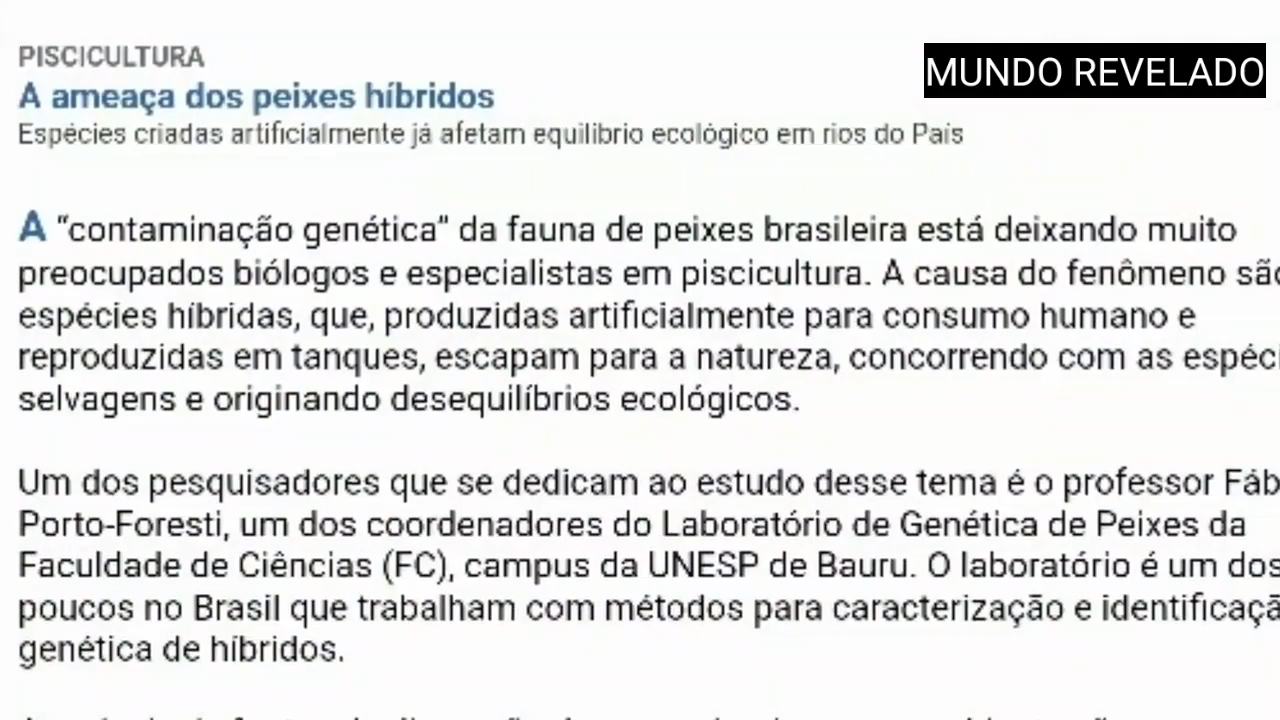 PISCICULTURA
MUNDO REVELADO
A ameaça dos peixes híbridos
Espécies criadas artificialmente já afetam equilibrio ecológico em rios do País
A “contaminação genética” da fauna de peixes brasileira está deixando muito
preocupados biólogos e especialistas em piscicultura. A causa do fenômeno
espécies híbridas, que, produzidas artificialmente para consumo humano e
reproduzidas em tanques, escapam para a natureza, concorrendo com as
selvagens e originando desequilíbrios ecológicos.
Um dos pesquisadores que se dedicam ao estudo desse tema é o professor
Porto-Foresti, um dos coordenadores do Laboratório de Genética de Peixes da
Faculdade de Ciências (FC), campus da UNESP de Bauru. O laboratório é um dos
poucos no Brasil que trabalham com métodos para caracterização e
genética de híbridos.